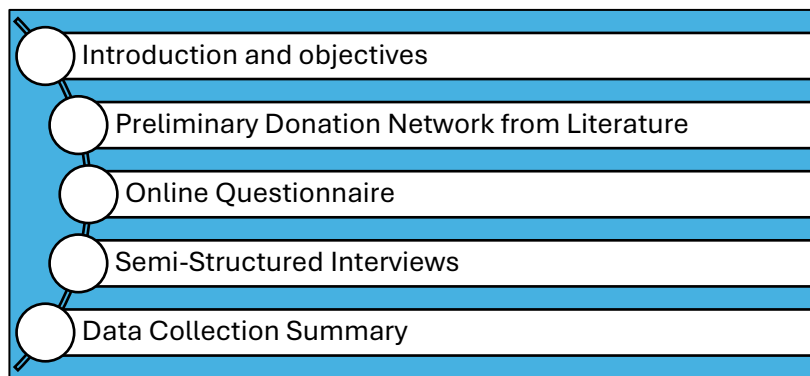 Introduction and objectives
Preliminary Donation Network from Literature
Online Questionnaire
Semi-Structured Interviews
Data Collection Summary